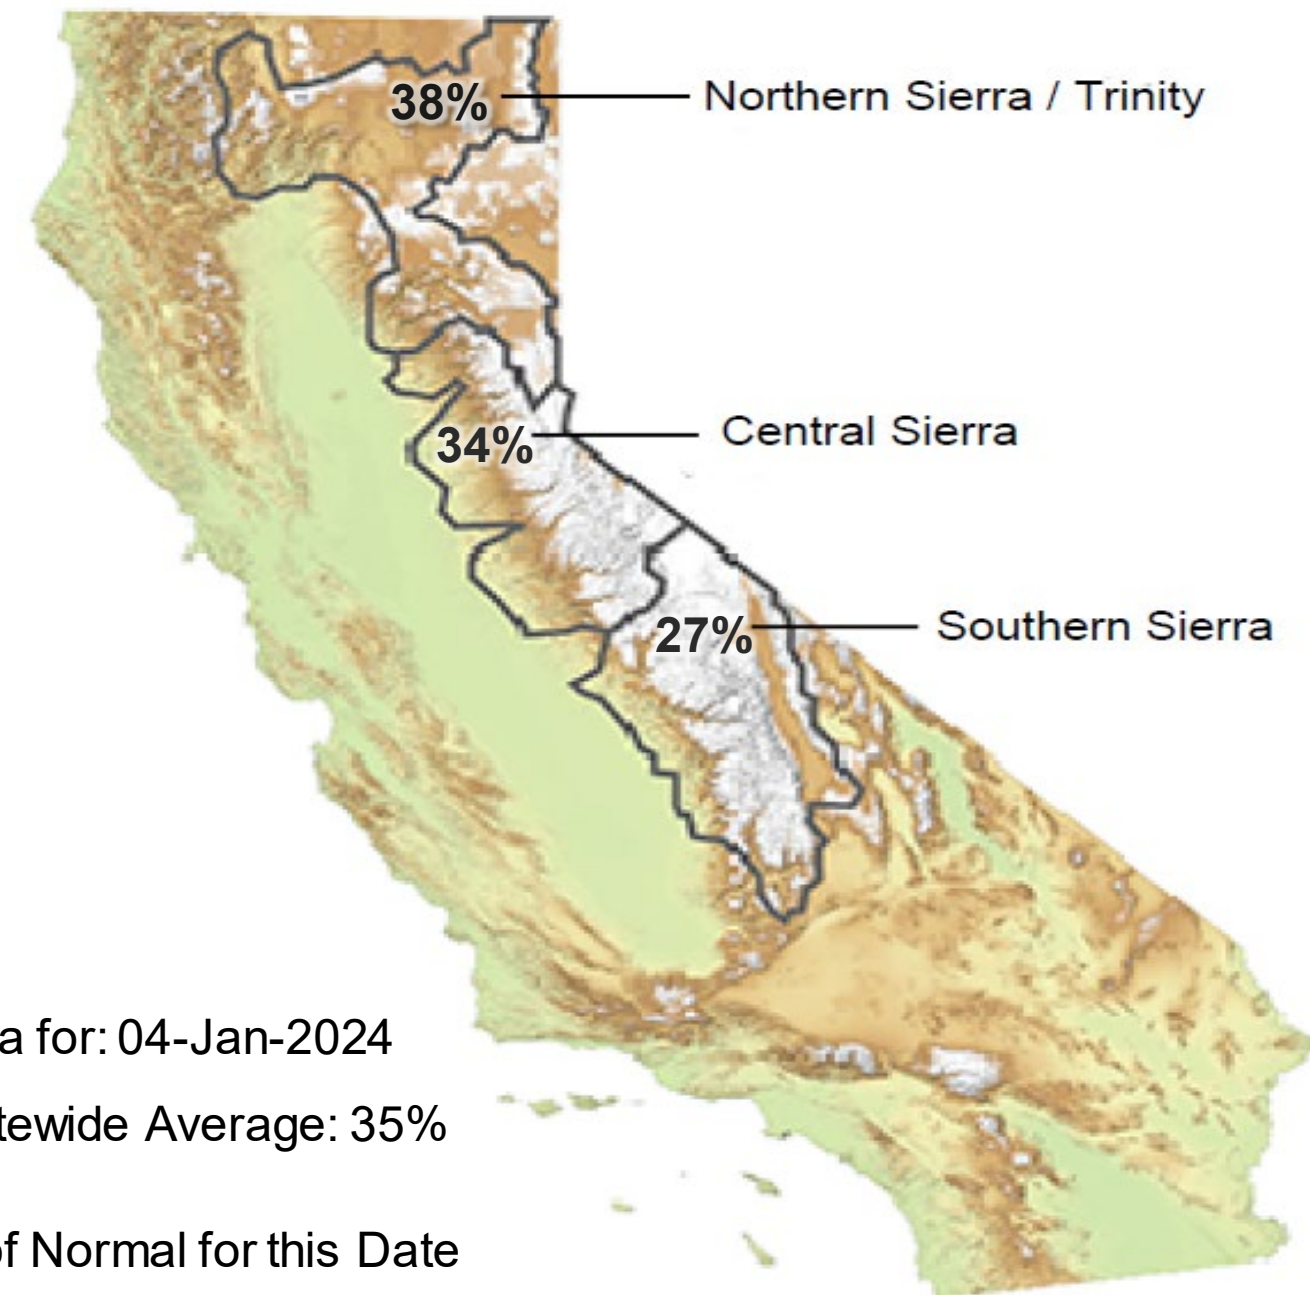 38% Northern Sierra / Trinity
34% Central Sierra
27% Southern Sierra
a for: 04-Jan-2024
tewide Average: 35%
of Normal for this Date